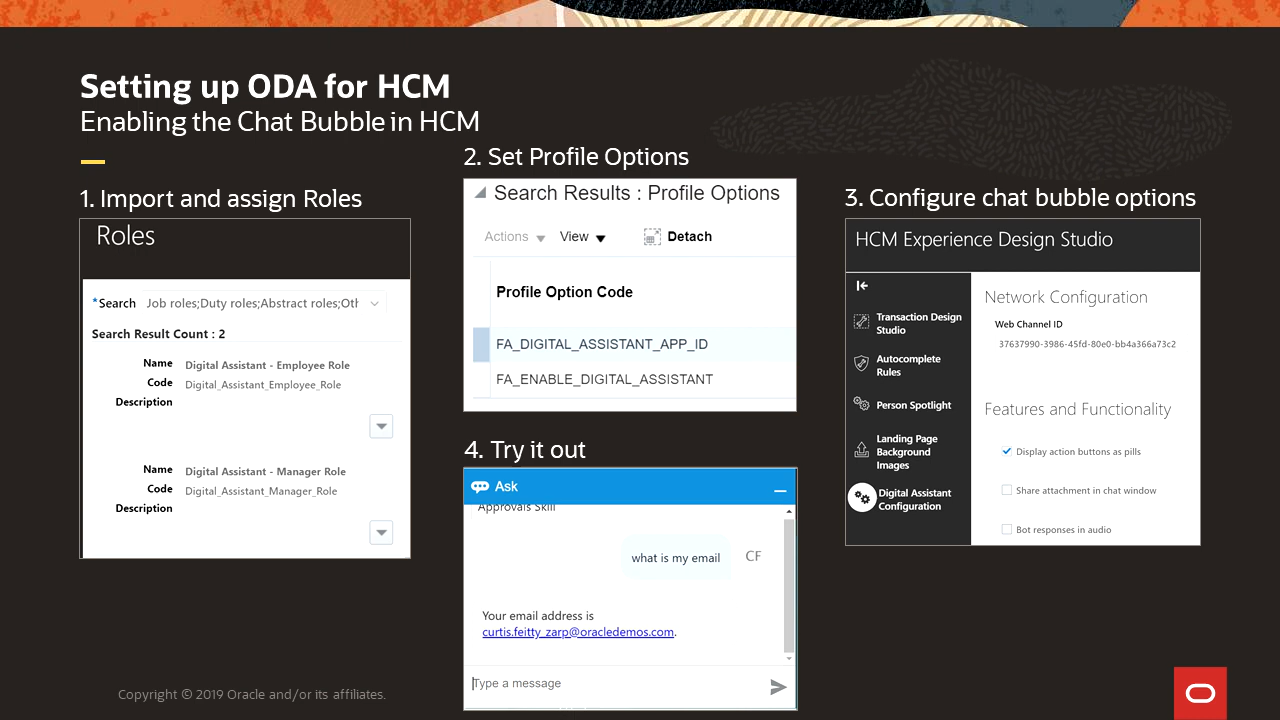 Setting up ODA for HCM
Enabling the Chat Bubble in HCM
1. Import and assign Roles
Roles
*Search Job roles;Duty roles;Abstract roles;Oth
Search Result Count : 2
Name Digital Assistant - Employee Role
Code Digital_Assistant_Employee_Role
Description
Name Digital Assistant - Manager Role
Code Digital_Assistant_Manager_Role
Description
2. Set Profile Options
Search Results : Profile Options
Actions View Detach
Profile Option Code
FA_DIGITAL_ASSISTANT_APP_ID
FA_ENABLE_DIGITAL_ASSISTANT
3. Configure chat bubble options
HCM Experience Design Studio
Transaction Design
Studio
Autocomplete
Rules
Person Spotlight
Landing Page
Background
Images
Digital Assistant
Configuration
Network Configuration
Web Channel ID
37637990-3986-45fd-80e0-bb4a366a73c2
Features and Functionality
Display action buttons as pills
Share attachment in chat window
Bot responses in audio
4. Try it out
Ask
Approvals Skill
what is my email CF
Your email address is
curtis.feitty_zarp@oracledemos.com.
Type a message
Copyright © 2019 Oracle and/or its affiliates.